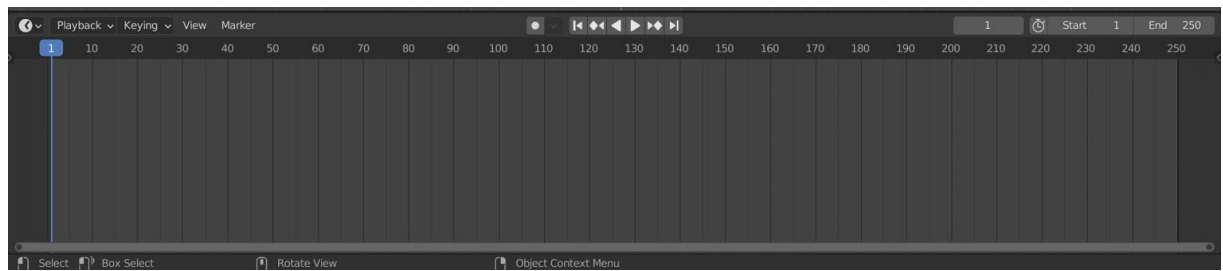 Playback Keying View Marker 1 Start 1 End 250
1 10 20 30 40 50 60 70 80 90 100 110 120 130 140 150 160 170 180 190 200 210 220 230 240 250
Select Box Select Rotate View Object Context Menu